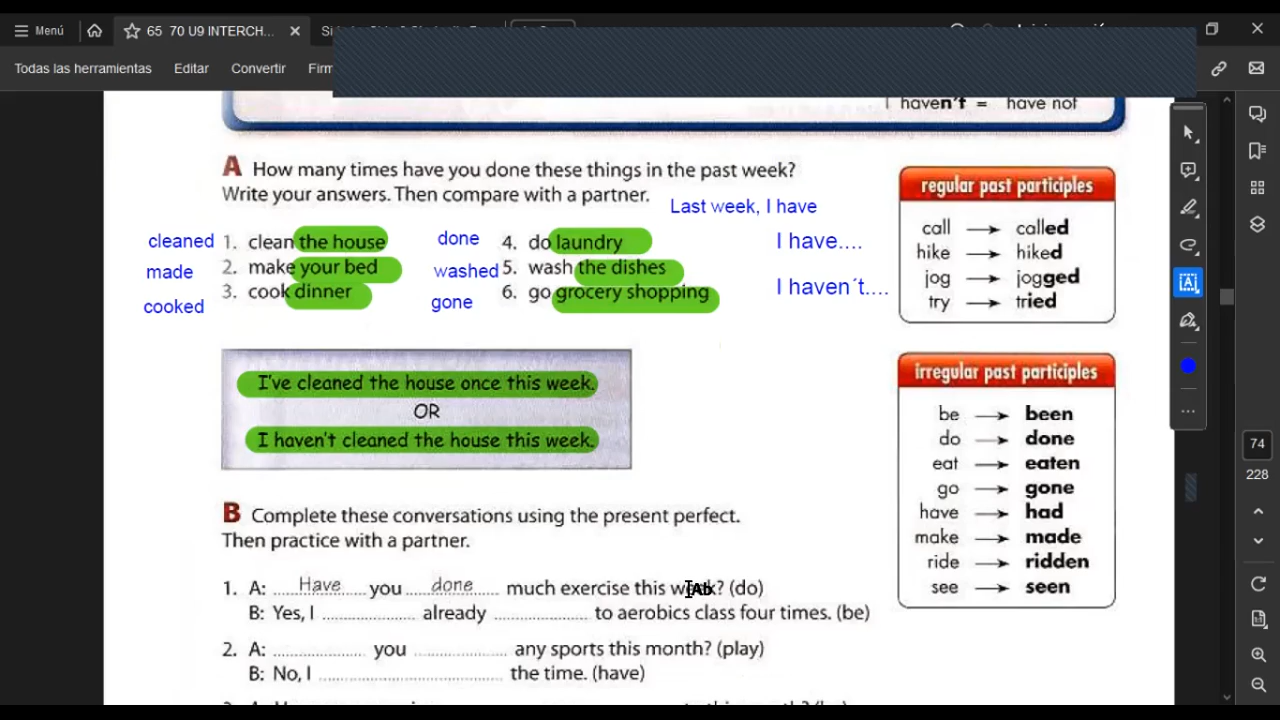 Menú
65 70 U9 INTERCH...
Todas las herramientas
Editar
Convertir
Firm
I haven't = have not
A How many times have you done these things in the past week?
Write your answers. Then compare with a partner.
Last week, I have
cleaned 1. clean the house
made 2. make your bed
cooked 3. cook dinner
done 4. do laundry
washed 5. wash the dishes
gone 6. go grocery shopping
I have....
I haven´t....
regular past participles
call → called
hike → hiked
jog → jogged
try → tried
I've cleaned the house once this week.
OR
I haven't cleaned the house this week.
irregular past participles
be → been
do → done
eat → eaten
go → gone
have → had
make → made
ride → ridden
see → seen
B Complete these conversations using the present perfect.
Then practice with a partner.
1. A: Have you done much exercise this week? (do)
B: Yes, I .................... already .................... to aerobics class four times. (be)
2. A: .................... you .................... any sports this month? (play)
B: No, I ........................................ the time. (have)
74
228